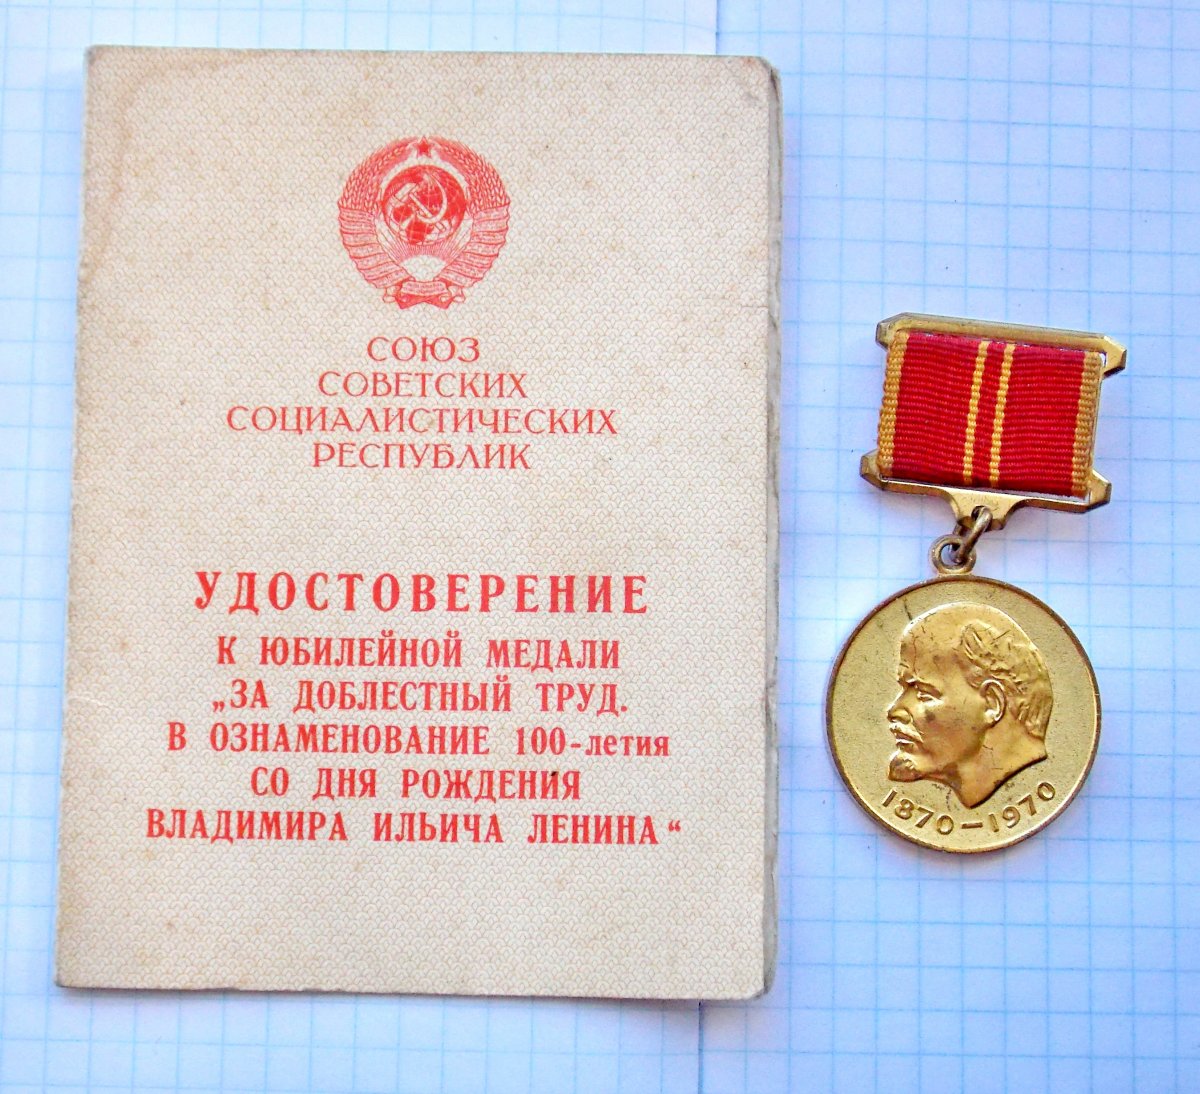 СОЮЗ
СОВЕТСКИХ
СОЦИАЛИСТИЧЕСКИХ
РЕСПУБЛИК
УДОСТОВЕРЕНИЕ
К ЮБИЛЕЙНОЙ МЕДАЛИ
„ЗА ДОБЛЕСТНЫЙ ТРУД.
В ОЗНАМЕНОВАНИЕ 100-летия
СО ДНЯ РОЖДЕНИЯ
ВЛАДИМИРА ИЛЬИЧА ЛЕНИНА“
1870–1970